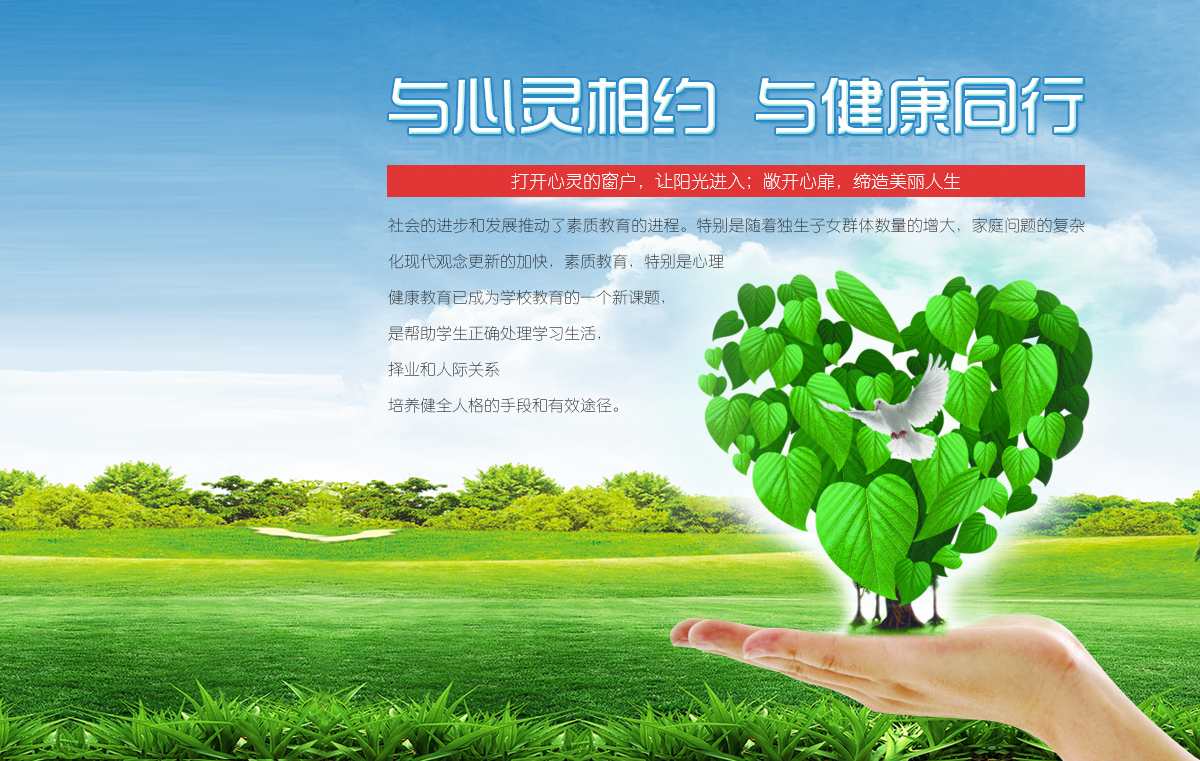 与心灵相约 与健康同行
打开心灵的窗户，让阳光进入；敞开心扉，缔造美丽人生
社会的进步和发展推动了素质教育的进程。特别是随着独生子女群体数量的增大，家庭问题的复杂
化现代观念更新的加快，素质教育，特别是心理
健康教育已成为学校教育的一个新课题，
是帮助学生正确处理学习生活，
择业和人际关系
培养健全人格的手段和有效途径。